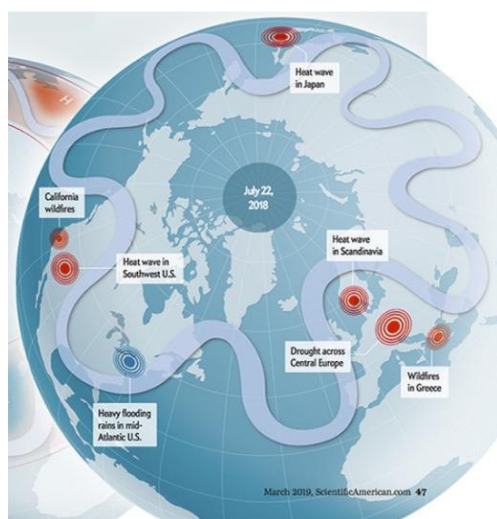 H
Heat wave
in Japan
July 22,
2018
California
wildfires
Heat wave in
Southwest U.S.
Heat wave
in Scandinavia
Drought across
Central Europe
Wildfires
in Greece
Heavy flooding
rains in mid-
Atlantic U.S.
March 2019, ScientificAmerican.com 47